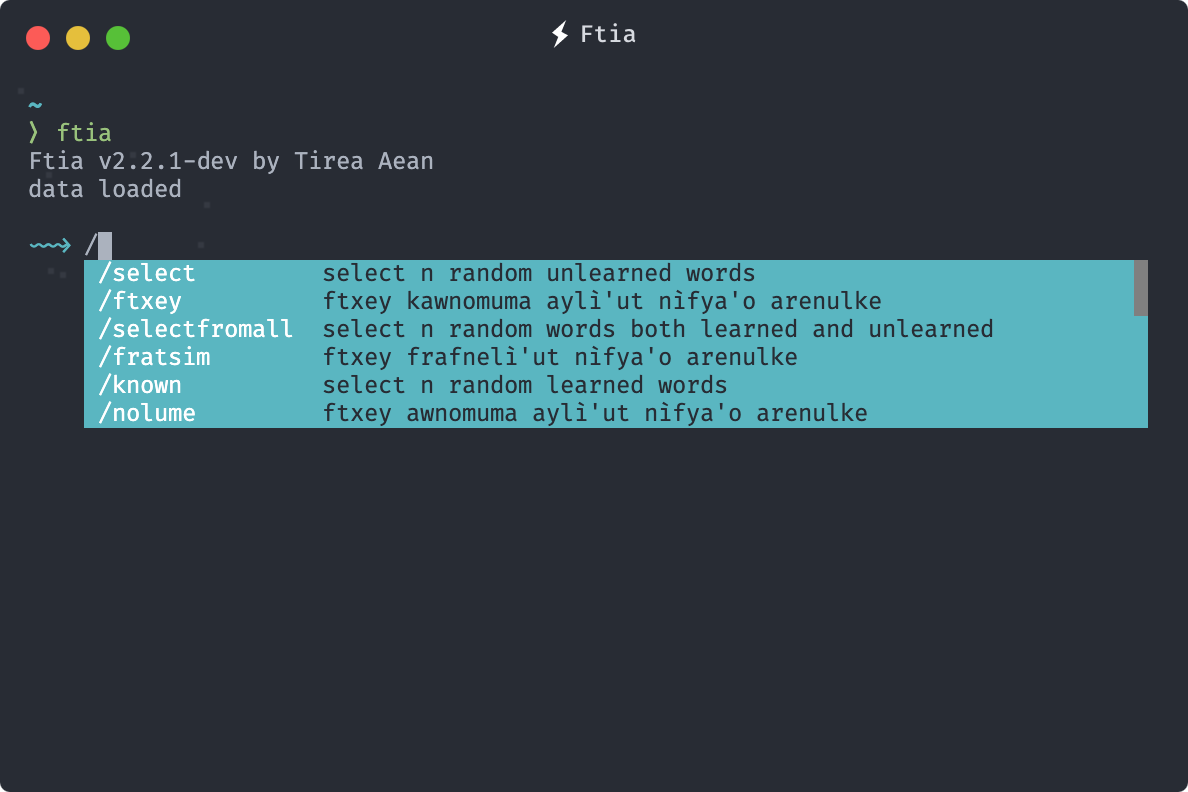 Ftia
~
❯ ftia
Ftia v2.2.1-dev by Tirea Aean
data loaded
~~> /
/select select n random unlearned words
/ftxey ftxey kawnomuma aylì'ut nìfya'o arenulke
/selectfromall select n random words both learned and unlearned
/fratsim ftxey frafnelì'ut nìfya'o arenulke
/known select n random learned words
/nolume ftxey awnomuma aylì'ut nìfya'o arenulke